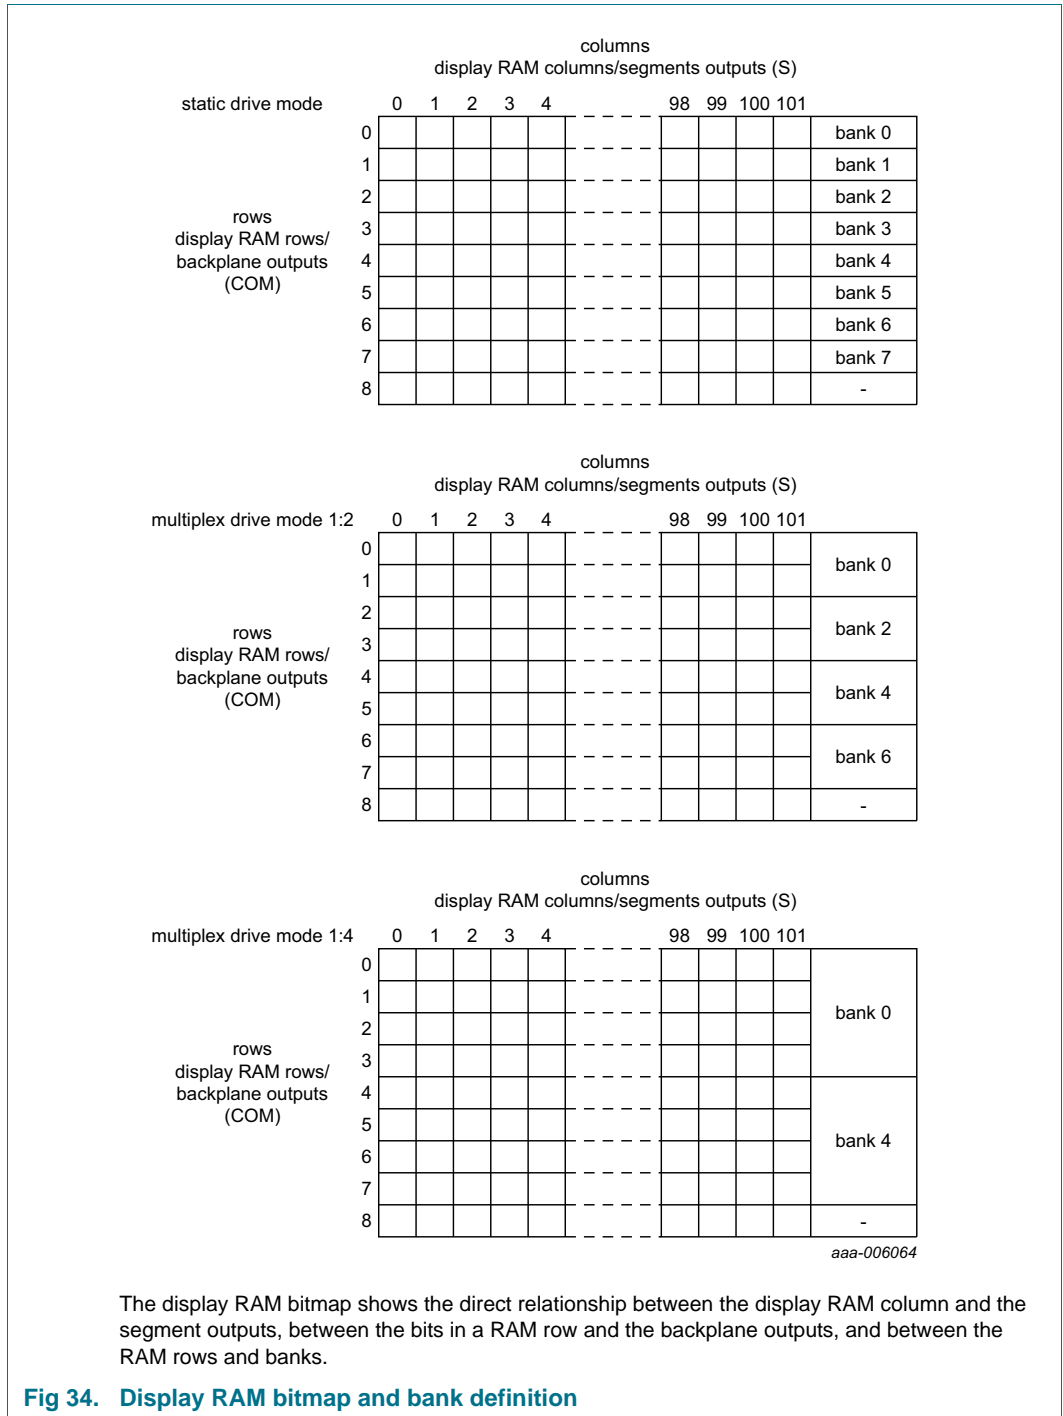 columns
display RAM columns/segments outputs (S)
static drive mode 0 1 2 3 4 98 99 100 101
0 bank 0
1 bank 1
2 bank 2
rows
display RAM rows/
backplane outputs
(COM)
3 bank 3
4 bank 4
5 bank 5
6 bank 6
7 bank 7
8 -
columns
display RAM columns/segments outputs (S)
multiplex drive mode 1:2 0 1 2 3 4 98 99 100 101
0
bank 0
1
2
bank 2
3
rows
display RAM rows/
backplane outputs
(COM)
4
bank 4
5
6
bank 6
7
8 -
columns
display RAM columns/segments outputs (S)
multiplex drive mode 1:4 0 1 2 3 4 98 99 100 101
0
1
bank 0
2
3
rows
display RAM rows/
backplane outputs
(COM)
4
5
bank 4
6
7
8 -
aaa-006064
The display RAM bitmap shows the direct relationship between the display RAM column and the
segment outputs, between the bits in a RAM row and the backplane outputs, and between the
RAM rows and banks.
Fig 34. Display RAM bitmap and bank definition